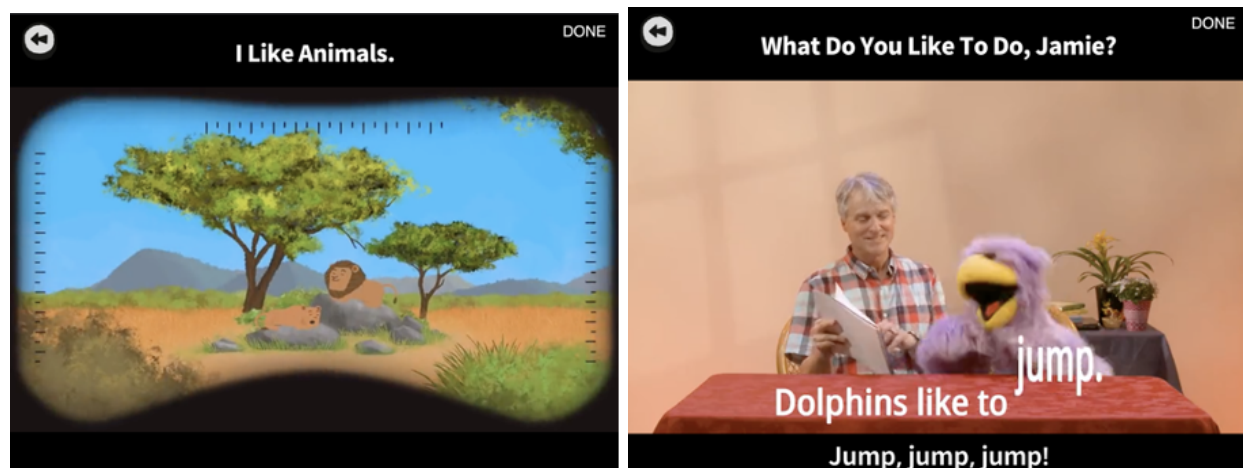 DONE
I Like Animals.
DONE
What Do You Like To Do, Jamie?
jump.
Dolphins like to
Jump, jump, jump!